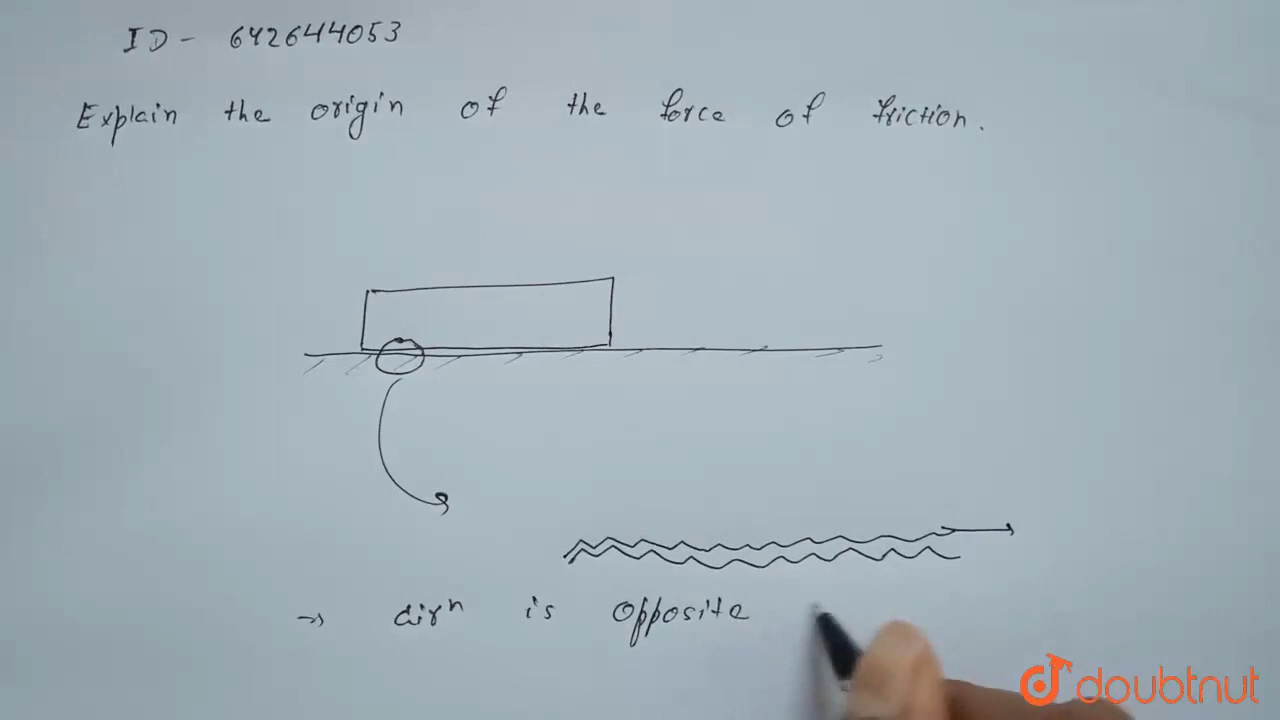 ID - 642644053
Explain the origin of the force of friction.
→ dirⁿ is opposite
doubtnut